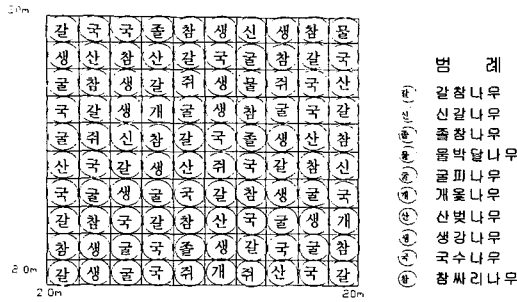 20m
갈 국 국 졸 참 생 신 생 참 물
생 산 참 산 갈 국 굴 참 갈 국
굴 참 생 갈 쥐 생 물 쥐 국 산
국 갈 생 개 굴 생 참 굴 국 갈
굴 쥐 신 참 갈 국 졸 생 산 참
산 국 갈 생 산 쥐 국 갈 참 신
국 굴 생 굴 국 갈 참 생 굴 국
갈 참 국 갈 참 산 국 굴 생 개
참 생 굴 국 졸 생 갈 국 굴 참
갈 생 굴 국 쥐 개 쥐 산 국 갈
2.0m
2.0m
20m
범 례
갈참나무
신갈나무
졸참나무
물박달나무
굴피나무
개옻나무
산벚나무
생강나무
국수나무
참싸리나무